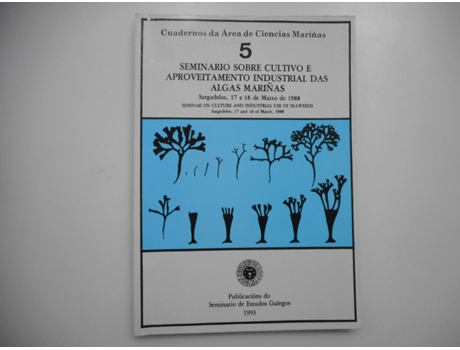 Cuadernos da Área de Ciencias Mariñas
5
SEMINARIO SOBRE CULTIVO E
APROVEITAMENTO INDUSTRIAL DAS
ALGAS MARIÑAS
Sargadelos, 17 e 18 de Marzo de 1988
SEMINAR ON CULTURE AND INDUSTRIAL USE OF SEAWEEDS
Sargadelos, 17 and 18 of March, 1988
Publicacións do
Seminario de Estudos Galegos
1993